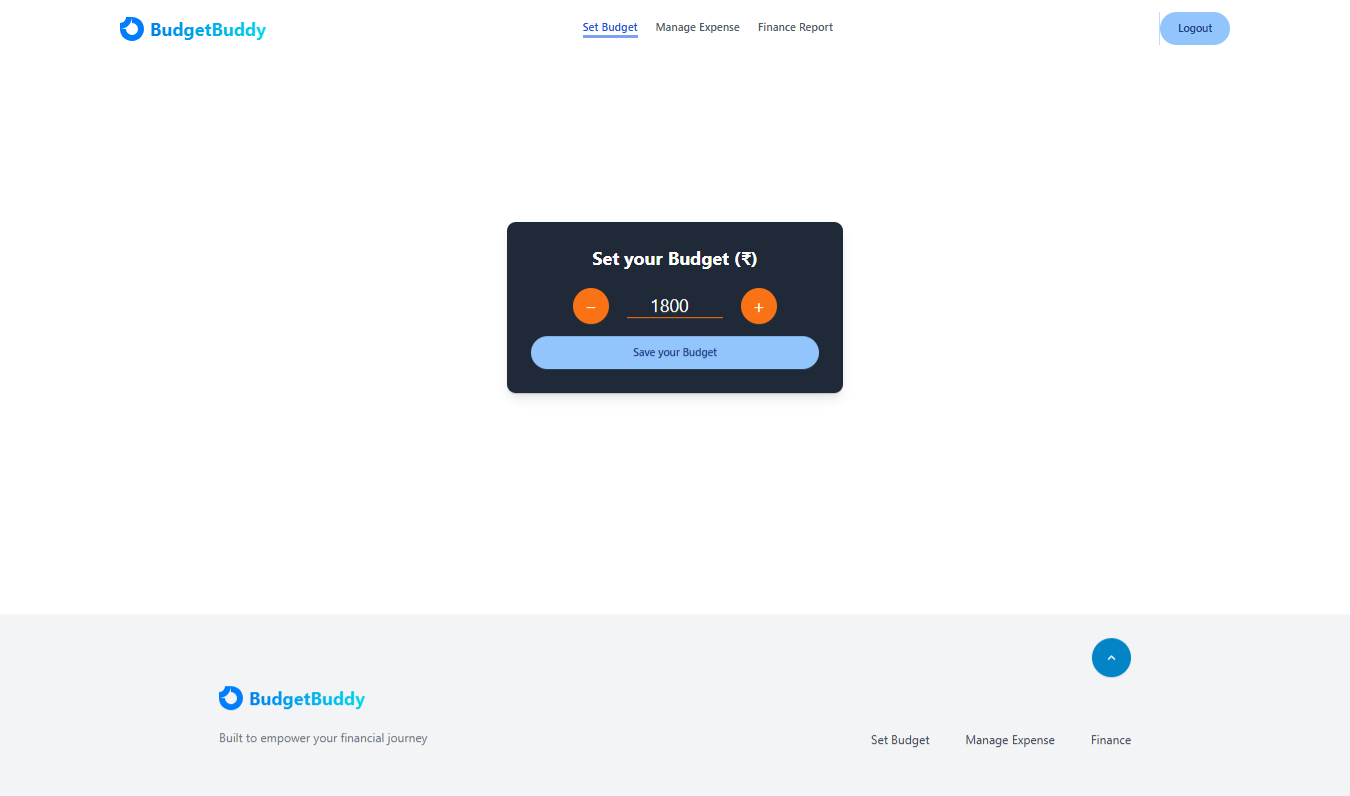 BudgetBuddy
Set Budget
Manage Expense
Finance Report
Logout
Set your Budget (₹)
– 1800 +
Save your Budget
BudgetBuddy
Built to empower your financial journey
Set Budget
Manage Expense
Finance